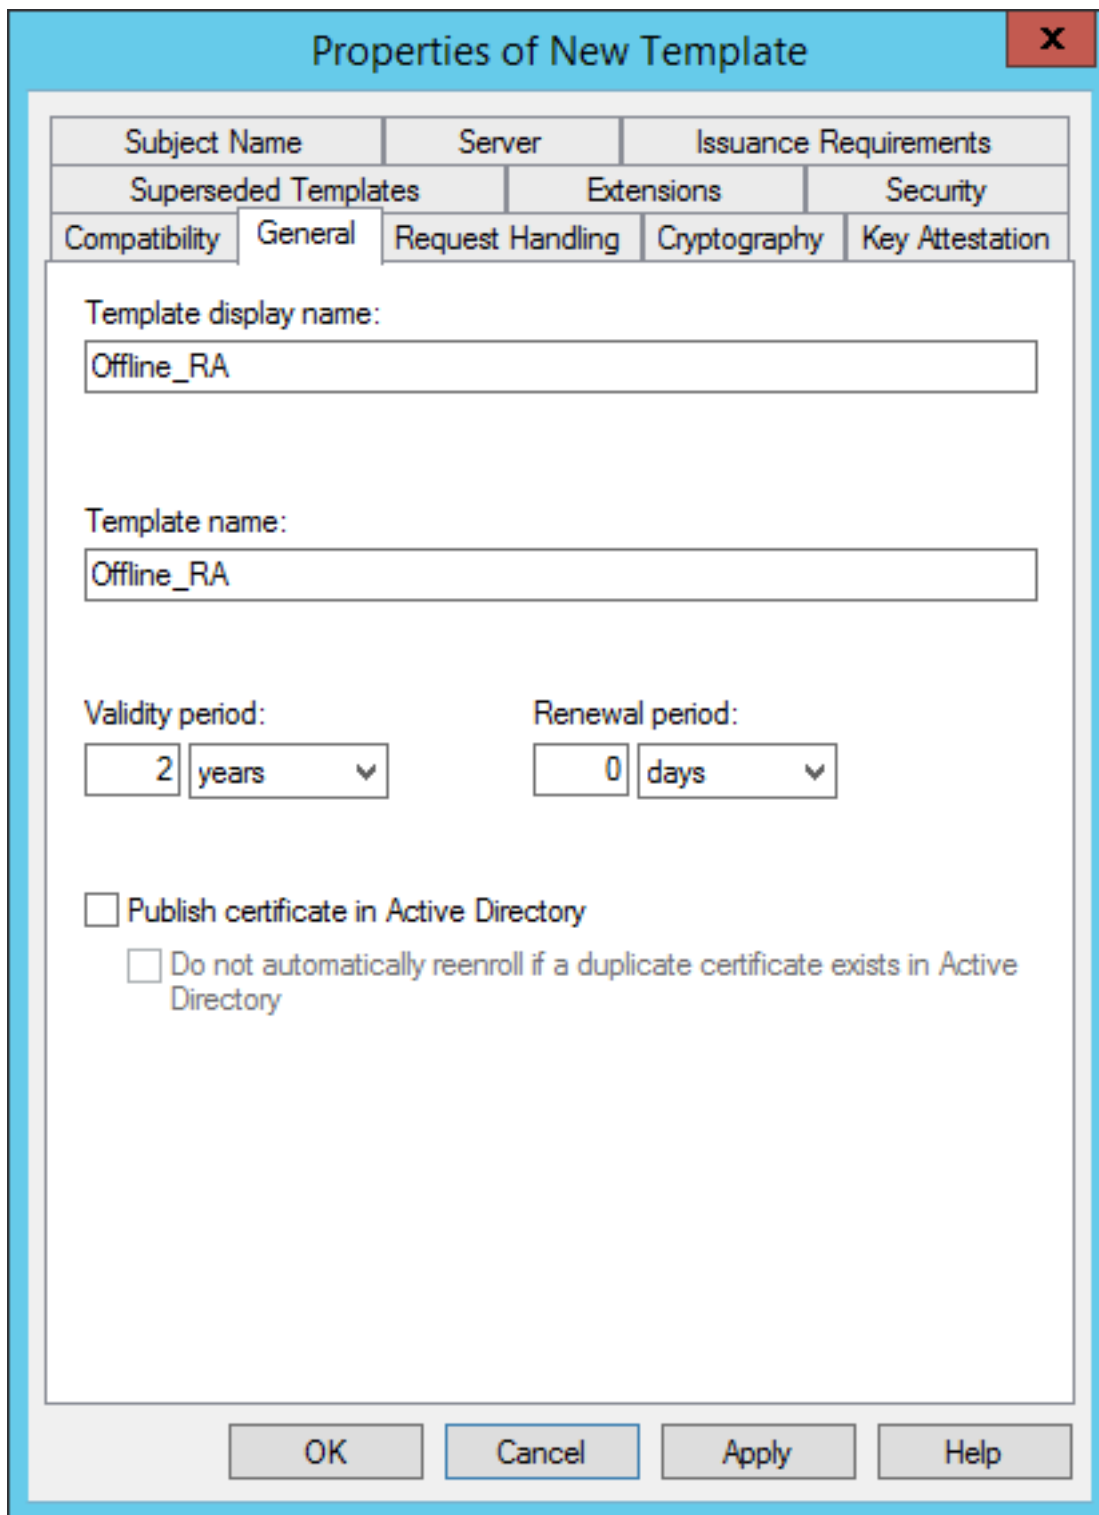 Properties of New Template
x
Subject Name Server Issuance Requirements
Superseded Templates Extensions Security
Compatibility General Request Handling Cryptography Key Attestation
Template display name:
Offline_RA
Template name:
Offline_RA
Validity period: Renewal period:
2 years 0 days
Publish certificate in Active Directory
Do not automatically reenroll if a duplicate certificate exists in Active
Directory
OK Cancel Apply Help